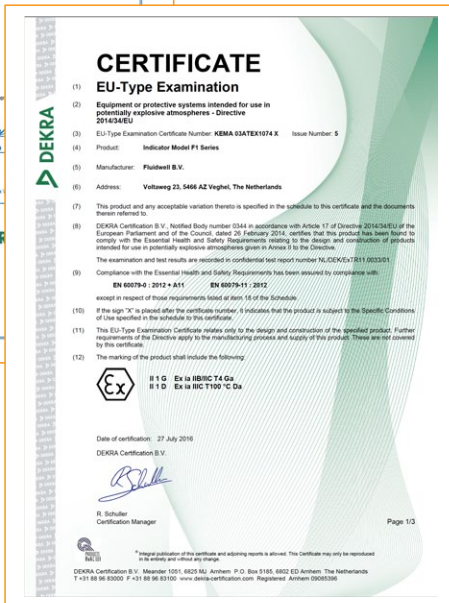 DEKRA
CERTIFICATE
(1) EU-Type Examination
(2) Equipment or protective systems intended for use in
potentially explosive atmospheres - Directive
2014/34/EU
(3) EU-Type Examination Certificate Number: KEMA 03ATEX1074 X Issue Number: 5
(4) Product: Indicator Model F1 Series
(5) Manufacturer: Fluidwell B.V.
(6) Address: Voltaweg 23, 5466 AZ Veghel, The Netherlands
(7) This product and any acceptable variation thereto is specified in the schedule to this certificate and the documents
therein referred to.
(8) DEKRA Certification B.V., Notified Body number 0344 in accordance with Article 17 of Directive 2014/34/EU of the
European Parliament and of the Council, dated 26 February 2014, certifies that this product has been found to
comply with the Essential Health and Safety Requirements relating to the design and construction of products
intended for use in potentially explosive atmospheres given in Annex II to the Directive.
The examination and test results are recorded in confidential test report number NL/DEK/ExTR11.0033/01.
(9) Compliance with the Essential Health and Safety Requirements has been assured by compliance with:
EN 60079-0 : 2012 + A11 EN 60079-11 : 2012
except in respect of those requirements listed at item 18 of the Schedule.
(10) If the sign "X" is placed after the certificate number, it indicates that the product is subject to the Specific Conditions
of Use specified in the schedule to this certificate.
(11) This EU-Type Examination Certificate relates only to the design and construction of the specified product. Further
requirements of the Directive apply to the manufacturing process and supply of this product. These are not covered
by this certificate.
(12) The marking of the product shall include the following:
Ex
II 1 G Ex ia IIB/IIC T4 Ga
II 1 D Ex ia IIIC T100 °C Da
Date of certification: 27 July 2016
DEKRA Certification B.V.
R. Schuller
Certification Manager
Page 1/3
© Integral publication of this certificate and adjoining reports is allowed. This Certificate may only be reproduced
in its entirety and without any change.
DEKRA Certification B.V. Meander 1051, 6825 MJ Arnhem P.O. Box 5185, 6802 ED Arnhem The Netherlands
T +31 88 96 83000 F +31 88 96 83100 www.dekra-certification.com Registered Arnhem 09085396